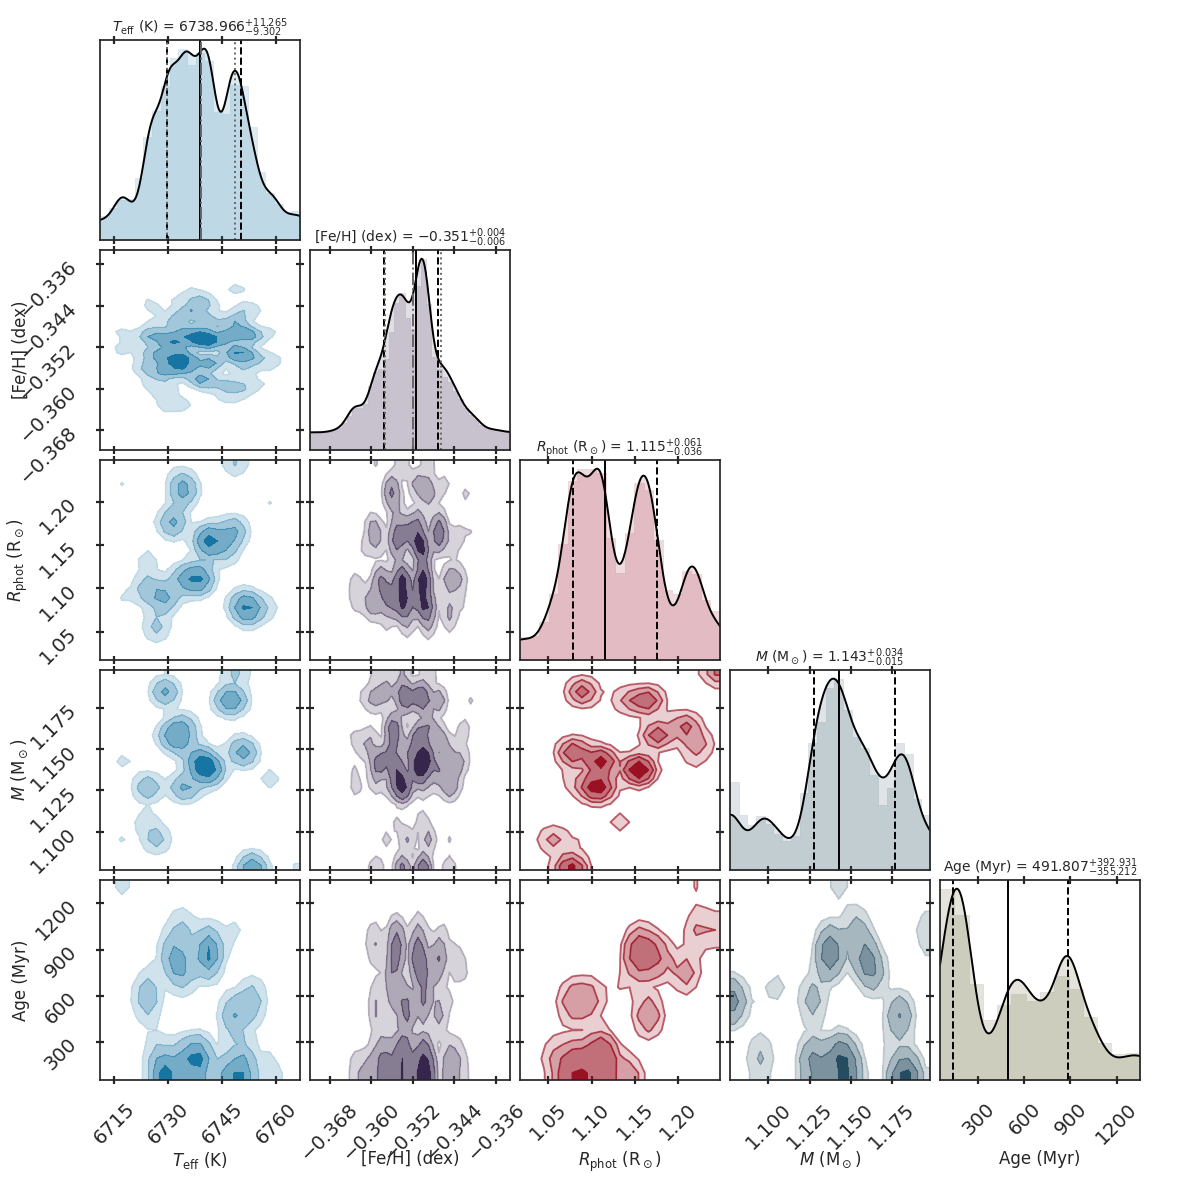 T_eff (K) = 6738.966 +11.265 −9.302
[Fe/H] (dex) = −0.351 +0.004 −0.006
[Fe/H] (dex)
−0.336
−0.344
−0.352
−0.360
−0.368
R_phot (R_⊙) = 1.115 +0.061 −0.036
R_phot (R_⊙)
1.20
1.15
1.10
1.05
M (M_⊙) = 1.143 +0.034 −0.015
M (M_⊙)
1.175
1.150
1.125
1.100
Age (Myr) = 491.807 +392.931 −355.212
Age (Myr)
1200
900
600
300
6715 6730 6745 6760
−0.368 −0.360 −0.352 −0.344 −0.336
1.05 1.10 1.15 1.20
1.100 1.125 1.150 1.175
300 600 900 1200
T_eff (K)
[Fe/H] (dex)
R_phot (R_⊙)
M (M_⊙)
Age (Myr)